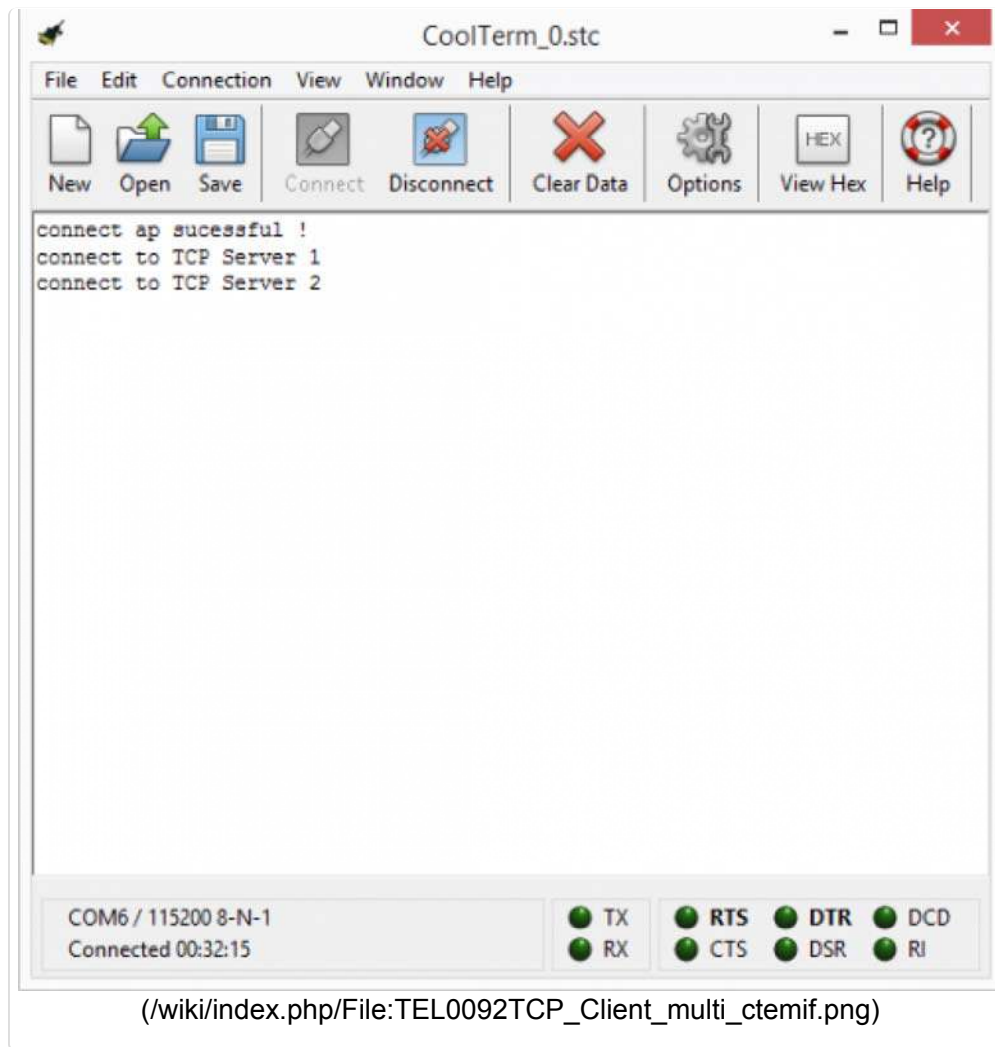 CoolTerm_0.stc
File Edit Connection View Window Help
New Open Save Connect Disconnect Clear Data Options HEX View Hex ? Help
connect ap sucessful !
connect to TCP Server 1
connect to TCP Server 2
COM6 / 115200 8-N-1 TX RTS DTR DCD
Connected 00:32:15 RX CTS DSR RI
(/wiki/index.php/File:TEL0092TCP_Client_multi_ctemif.png)